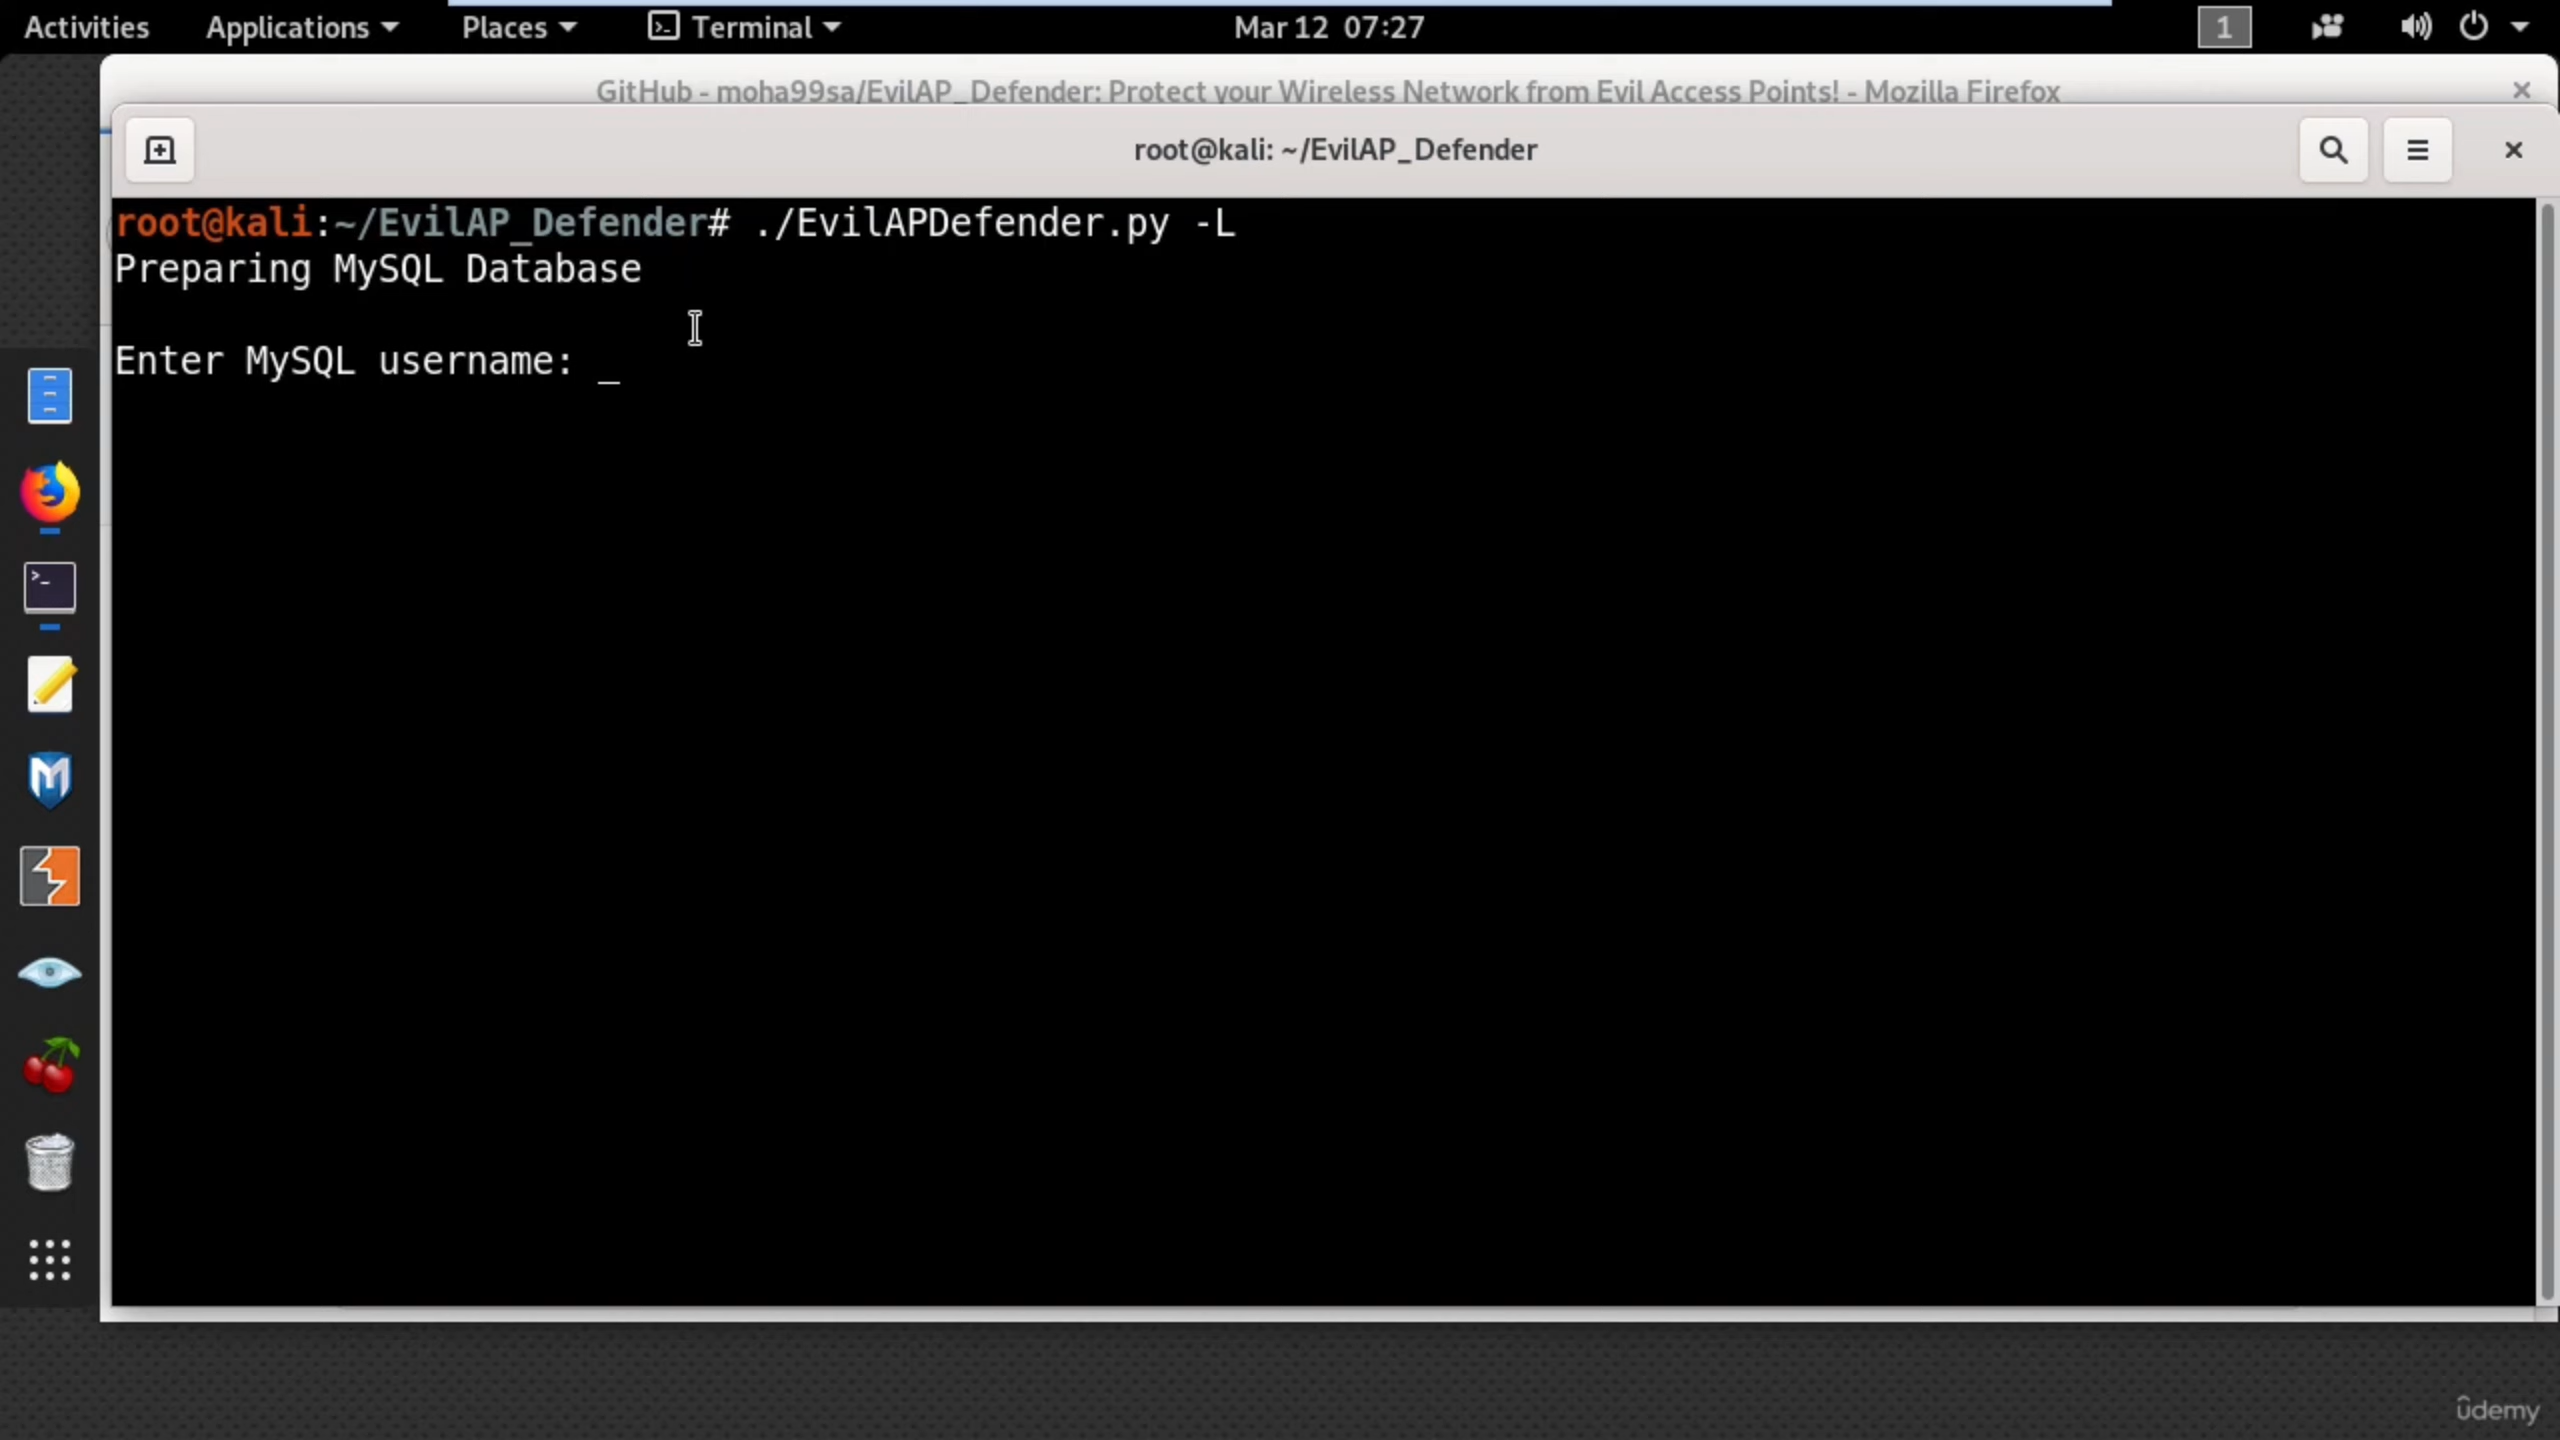 Activities Applications Places Terminal Mar 12 07:27 1
GitHub - moha99sa/EvilAP_Defender: Protect your Wireless Network from Evil Access Points! - Mozilla Firefox
root@kali: ~/EvilAP_Defender
root@kali:~/EvilAP_Defender# ./EvilAPDefender.py -L
Preparing MySQL Database
Enter MySQL username: _
ûdemy